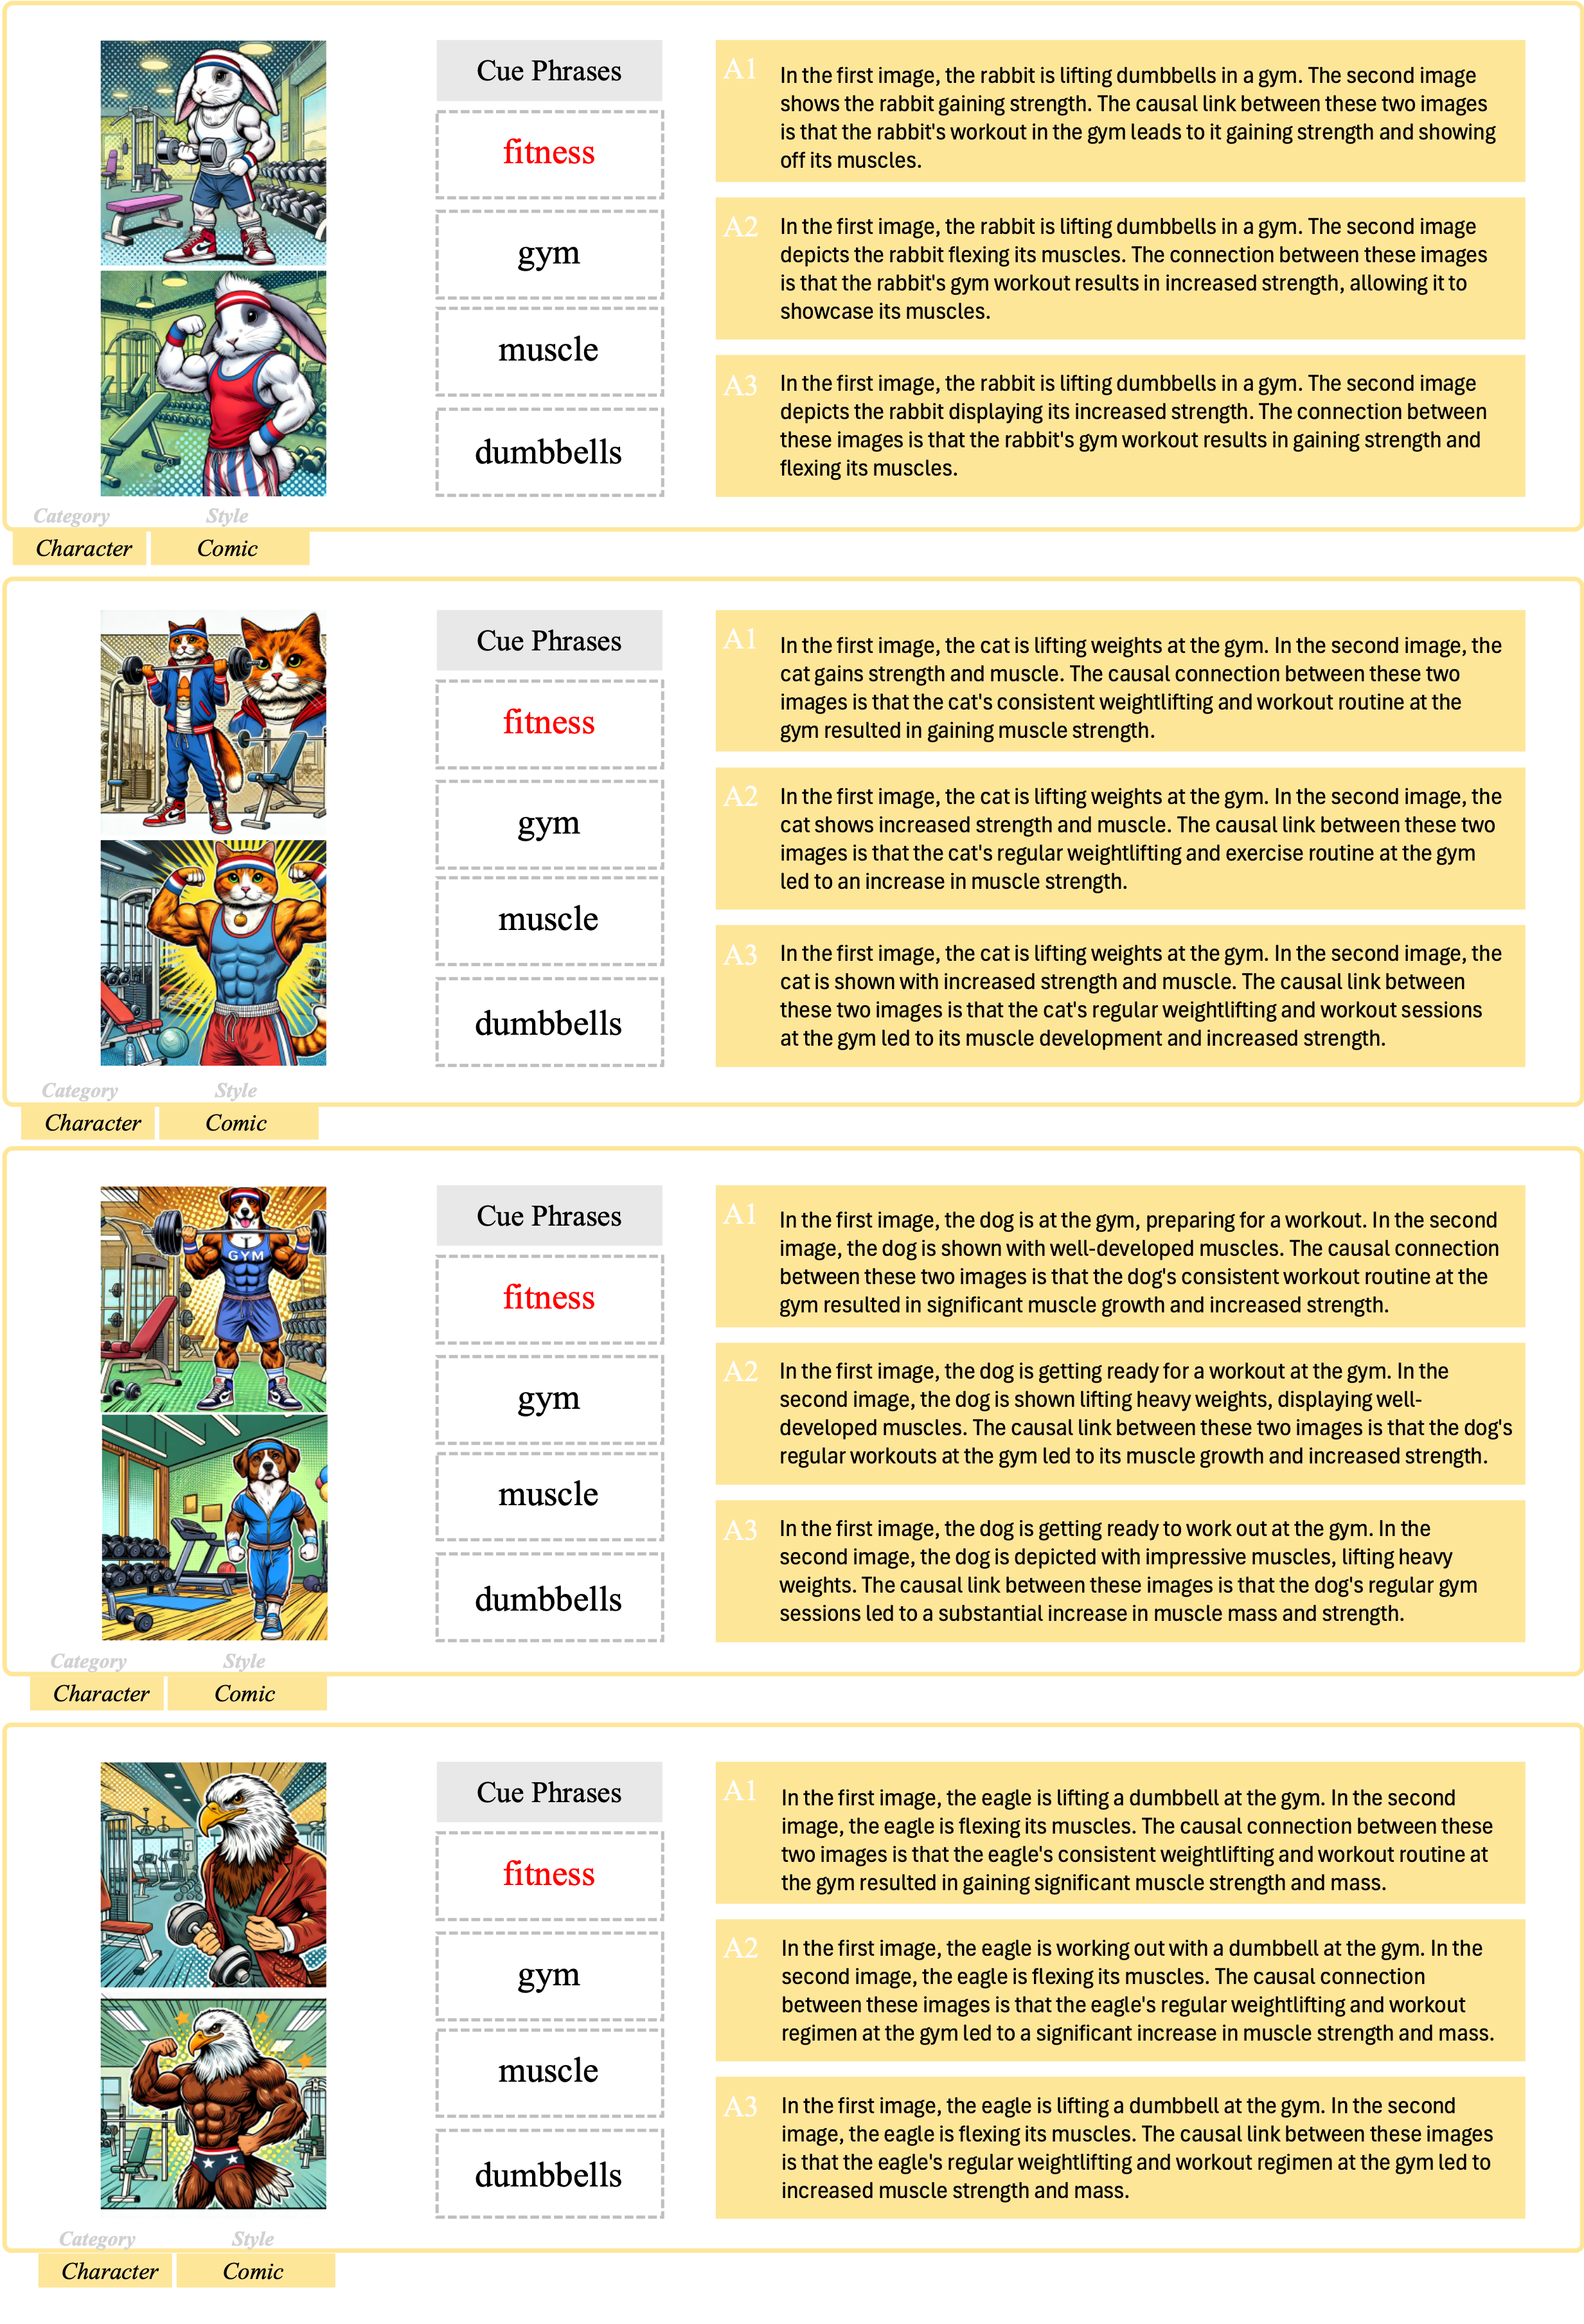 Cue Phrases
fitness
gym
muscle
dumbbells
A1
In the first image, the rabbit is lifting dumbbells in a gym. The second image
shows the rabbit gaining strength. The causal link between these two images
is that the rabbit's workout in the gym leads to it gaining strength and showing
off its muscles.
A2
In the first image, the rabbit is lifting dumbbells in a gym. The second image
depicts the rabbit flexing its muscles. The connection between these images
is that the rabbit's gym workout results in increased strength, allowing it to
showcase its muscles.
A3
In the first image, the rabbit is lifting dumbbells in a gym. The second image
depicts the rabbit displaying its increased strength. The connection between
these images is that the rabbit's gym workout results in gaining strength and
flexing its muscles.
Category Style
Character Comic
Cue Phrases
fitness
gym
muscle
dumbbells
A1
In the first image, the cat is lifting weights at the gym. In the second image, the
cat gains strength and muscle. The causal connection between these two
images is that the cat's consistent weightlifting and workout routine at the
gym resulted in gaining muscle strength.
A2
In the first image, the cat is lifting weights at the gym. In the second image, the
cat shows increased strength and muscle. The causal link between these two
images is that the cat's regular weightlifting and exercise routine at the gym
led to an increase in muscle strength.
A3
In the first image, the cat is lifting weights at the gym. In the second image, the
cat is shown with increased strength and muscle. The causal link between
these two images is that the cat's regular weightlifting and workout sessions
at the gym led to its muscle development and increased strength.
Category Style
Character Comic
GYM
Cue Phrases
fitness
gym
muscle
dumbbells
A1
In the first image, the dog is at the gym, preparing for a workout. In the second
image, the dog is shown with well-developed muscles. The causal connection
between these two images is that the dog's consistent workout routine at the
gym resulted in significant muscle growth and increased strength.
A2
In the first image, the dog is getting ready for a workout at the gym. In the
second image, the dog is shown lifting heavy weights, displaying well-
developed muscles. The causal link between these two images is that the dog's
regular workouts at the gym led to its muscle growth and increased strength.
A3
In the first image, the dog is getting ready to work out at the gym. In the
second image, the dog is depicted with impressive muscles, lifting heavy
weights. The causal link between these images is that the dog's regular gym
sessions led to a substantial increase in muscle mass and strength.
Category Style
Character Comic
Cue Phrases
fitness
gym
muscle
dumbbells
A1
In the first image, the eagle is lifting a dumbbell at the gym. In the second
image, the eagle is flexing its muscles. The causal connection between these
two images is that the eagle's consistent weightlifting and workout routine at
the gym resulted in gaining significant muscle strength and mass.
A2
In the first image, the eagle is working out with a dumbbell at the gym. In the
second image, the eagle is flexing its muscles. The causal connection
between these images is that the eagle's regular weightlifting and workout
regimen at the gym led to a significant increase in muscle strength and mass.
A3
In the first image, the eagle is lifting a dumbbell at the gym. In the second
image, the eagle is flexing its muscles. The causal link between these images
is that the eagle's regular weightlifting and workout regimen at the gym led to
increased muscle strength and mass.
Category Style
Character Comic